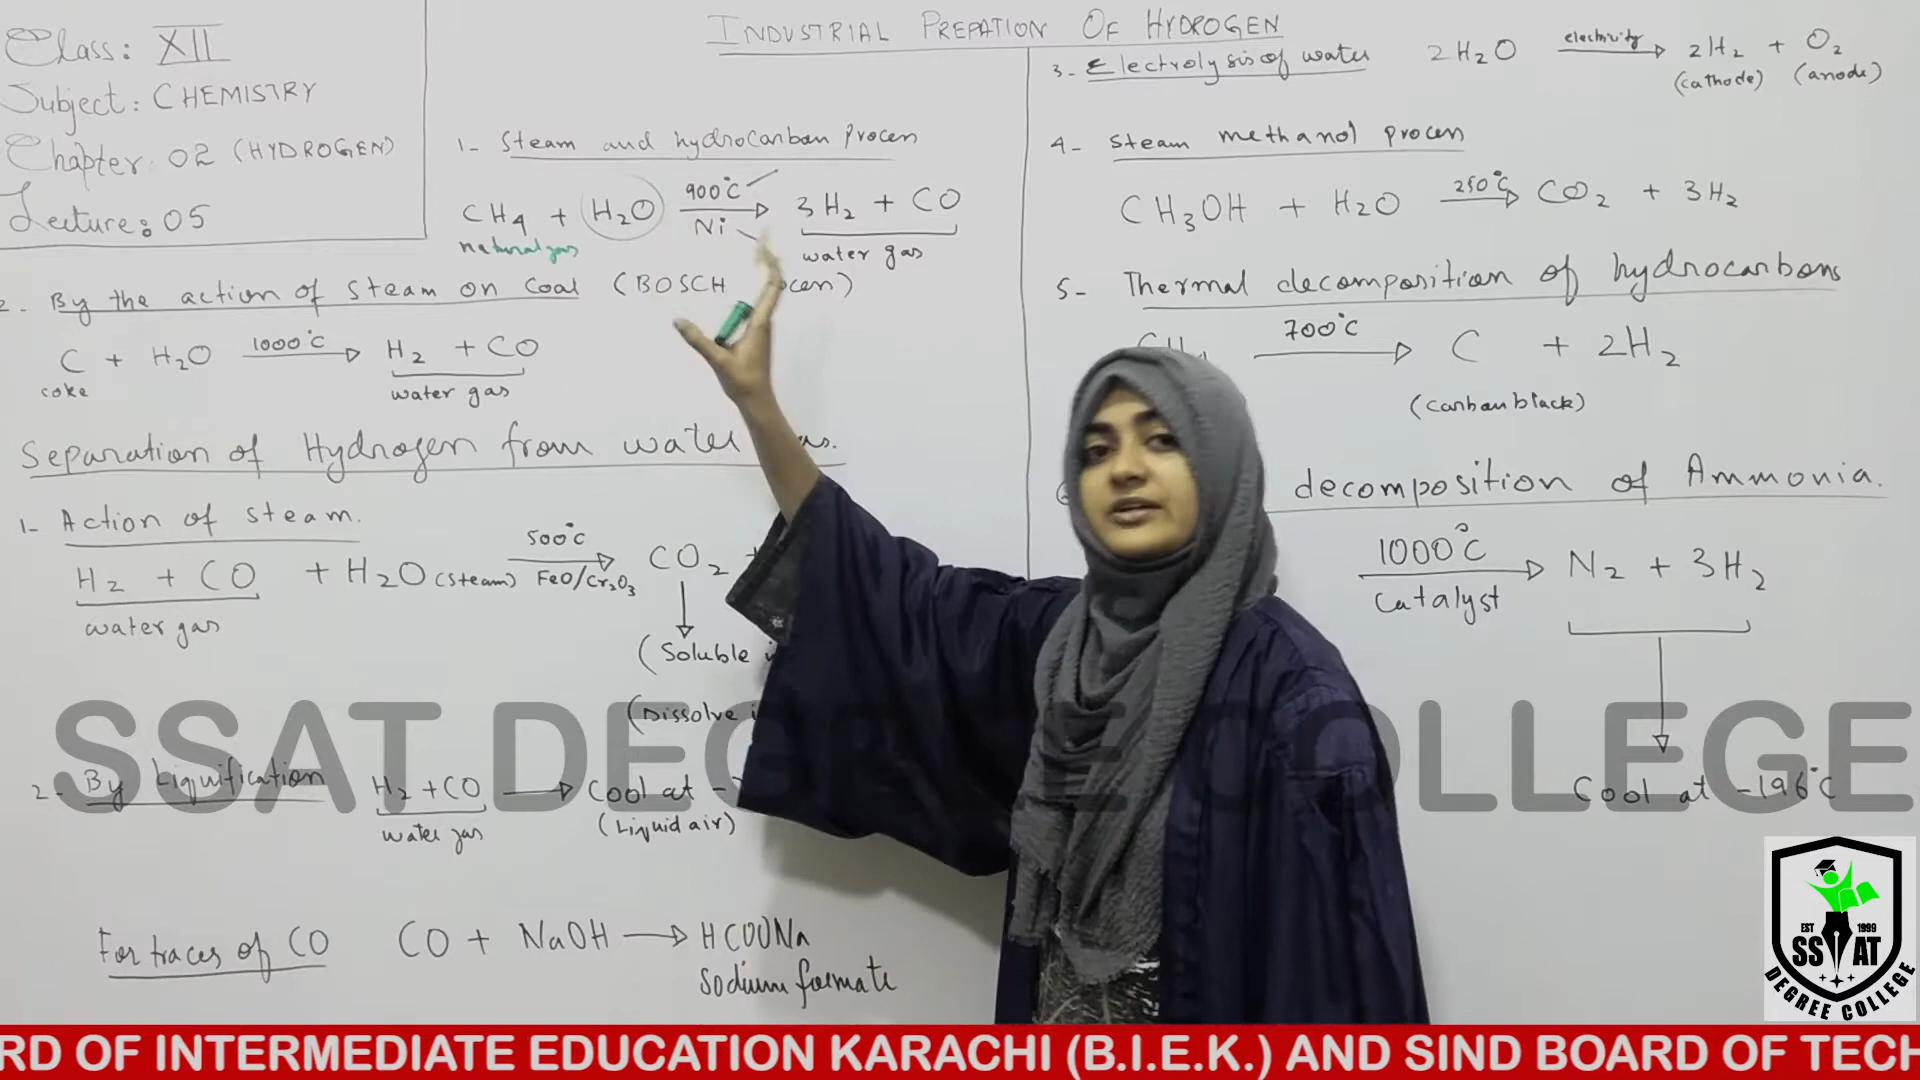 INDUSTRIAL PREPATION OF HYDROGEN
Class: XII
Subject: CHEMISTRY
Chapter: 02 (HYDROGEN)
Lecture: 05
1- Steam and hydrocarbon Process
CH4 + H2O 900°C Ni → 3H2 + CO
natural gas
water gas
2- By the action of Steam on Coal (BOSCH
C + H2O 1000°C → H2 + CO
coke
water gas
Separation of Hydrogen from water
1- Action of steam.
H2 + CO + H2O (steam) 500°C FeO/Cr2O3 → CO2 +
water gas
(Soluble
(Dissolve
2- By Liquification H2 + CO → Cool at -
water gas
(Liquid air)
For traces of CO CO + NaOH → HCOONa
Sodium formate
3- Electrolysis of water 2H2O electricity → 2H2 + O2
(cathode) (anode)
4- Steam methanol process
CH3OH + H2O 250°C → CO2 + 3H2
5- Thermal decomposition of hydrocarbons
700°C → C + 2H2
(Carbon black)
decomposition of Ammonia.
1000°C Catalyst → N2 + 3H2
Cool at -196°C
SSAT DEGREE COLLEGE
EST 1999
SSAT
DEGREE COLLEGE
RD OF INTERMEDIATE EDUCATION KARACHI (B.I.E.K.) AND SIND BOARD OF TECH